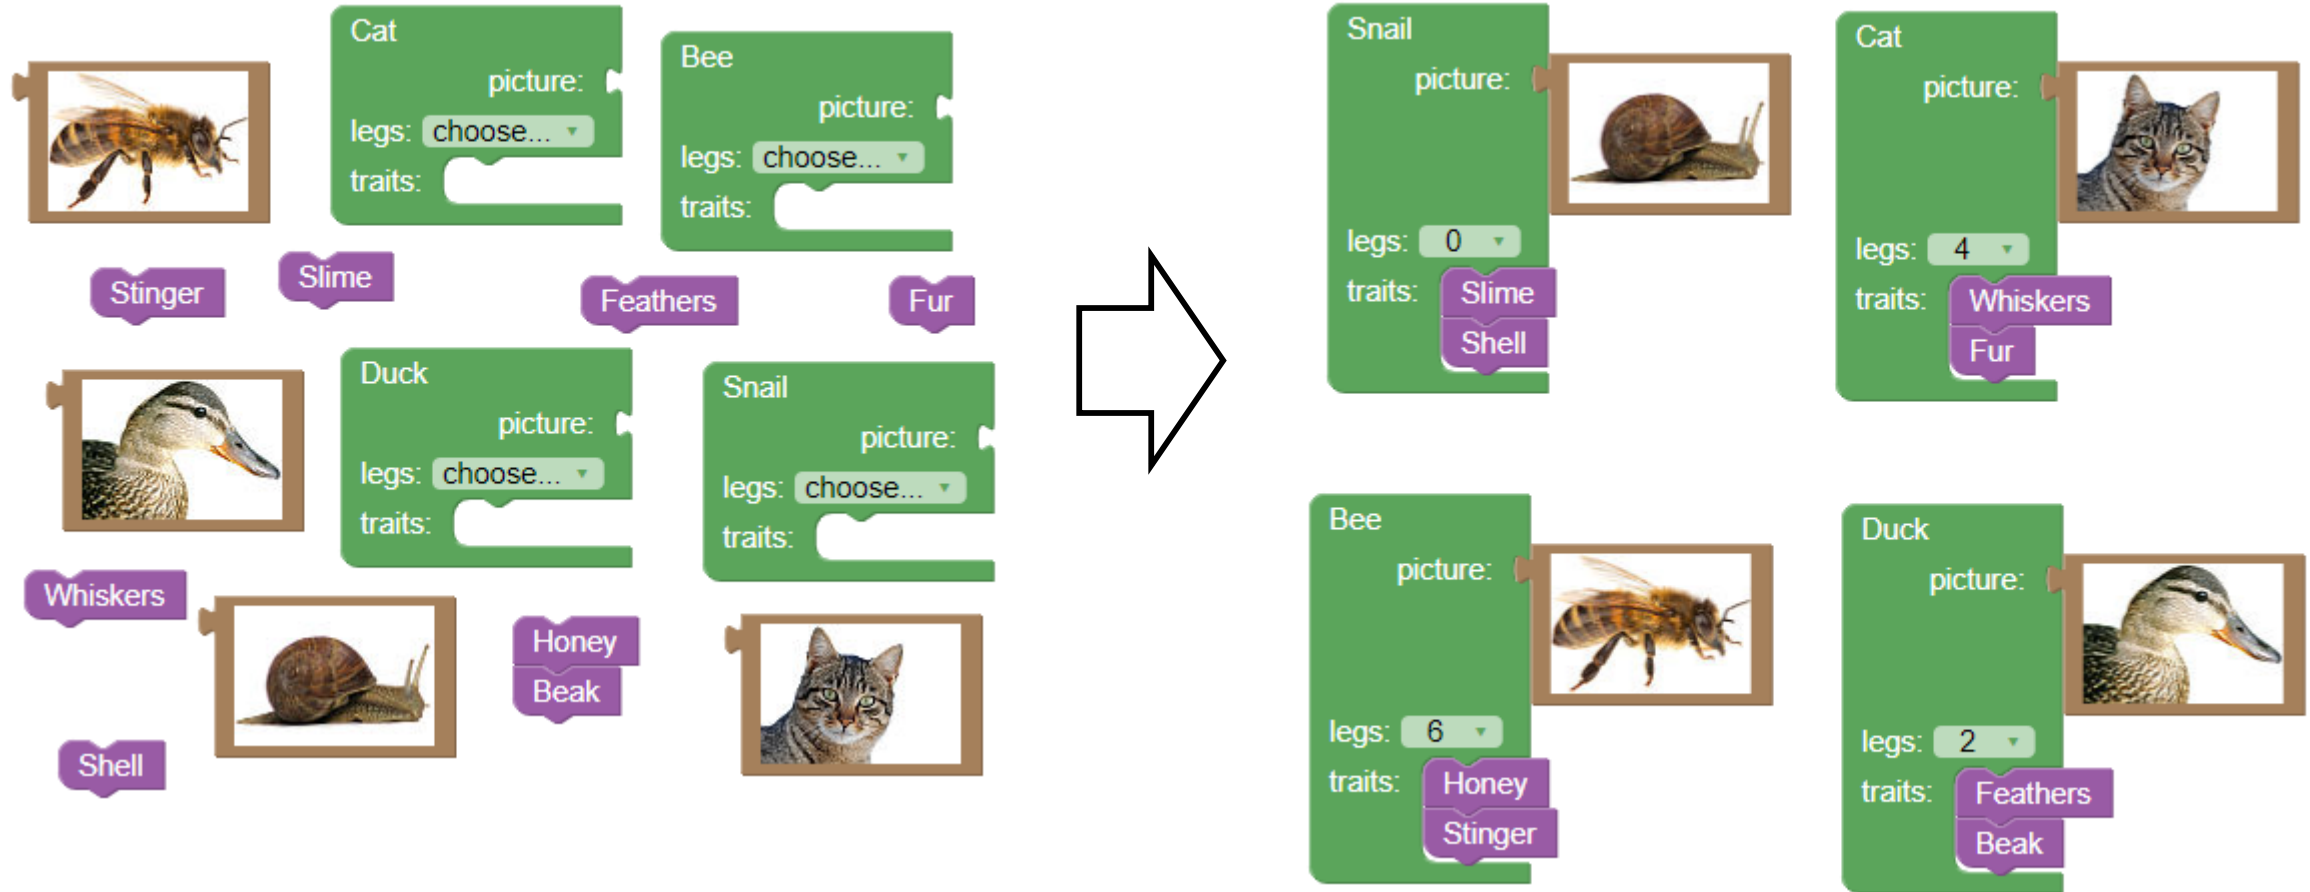 Cat
picture:
legs: choose...
traits:
Bee
picture:
legs: choose...
traits:
Stinger
Slime
Feathers
Fur
Duck
picture:
legs: choose...
traits:
Snail
picture:
legs: choose...
traits:
Whiskers
Honey
Beak
Shell
Snail
picture:
legs: 0
traits: Slime
Shell
Cat
picture:
legs: 4
traits: Whiskers
Fur
Bee
picture:
legs: 6
traits: Honey
Stinger
Duck
picture:
legs: 2
traits: Feathers
Beak